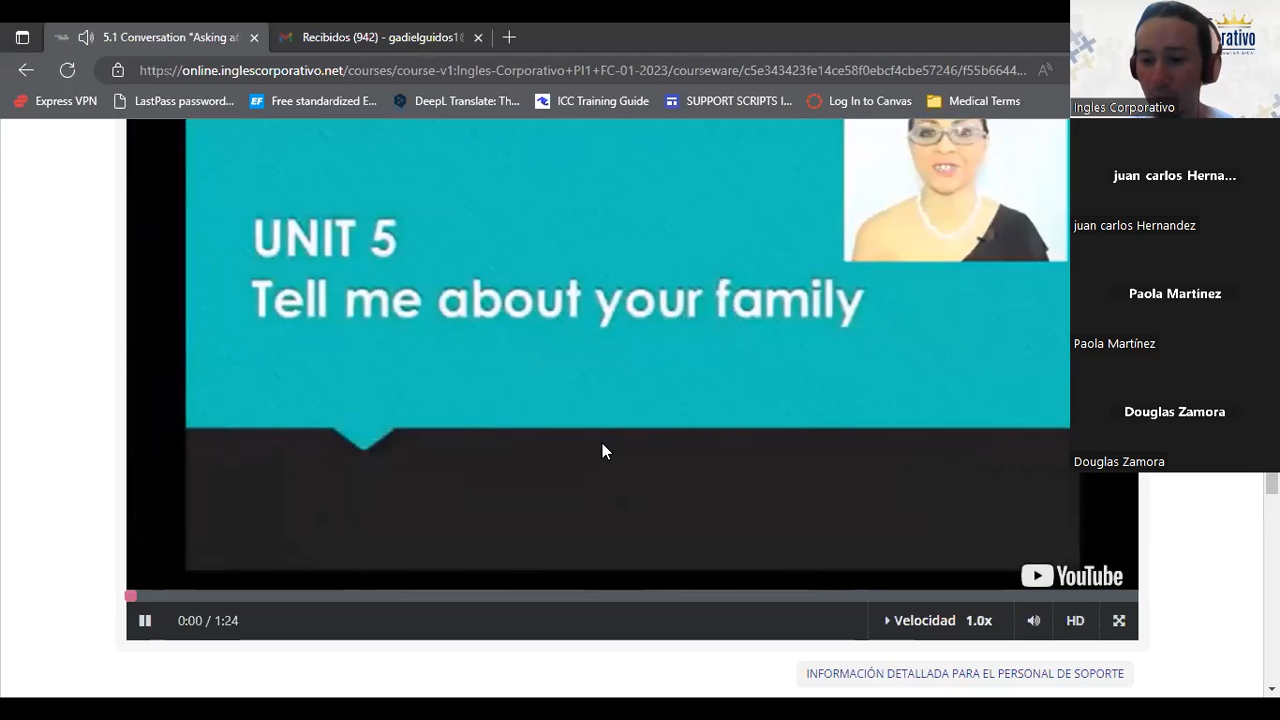 5.1 Conversation "Asking a
Recibidos (942) - gadielguidos1
https://online.inglescorporativo.net/courses/course-v1:Ingles-Corporativo+PI1+FC-01-2023/courseware/c5e343423fe14ce58f0ebcf4cbe57246/f55b6644...
Express VPN
LastPass password...
Free standardized E...
DeepL Translate: Th...
ICC Training Guide
SUPPORT SCRIPTS I...
Log In to Canvas
Medical Terms
Ingles Corporativo
juan carlos Herna...
juan carlos Hernandez
Paola Martínez
Paola Martínez
Douglas Zamora
Douglas Zamora
UNIT 5
Tell me about your family
YouTube
0:00 / 1:24
Velocidad 1.0x
HD
INFORMACIÓN DETALLADA PARA EL PERSONAL DE SOPORTE